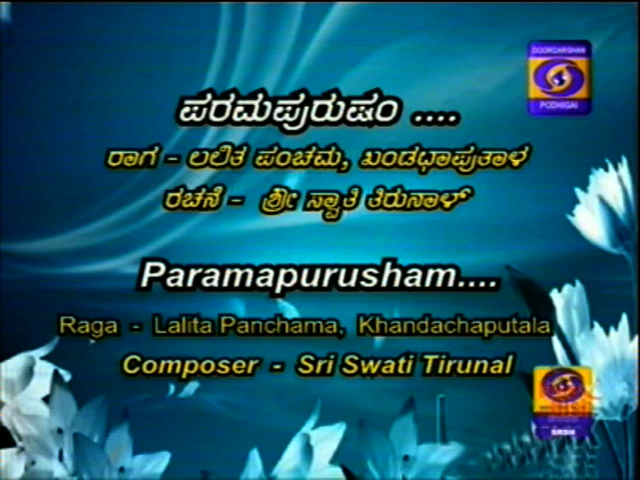 DOORDARSHAN
PODHIGAI
ಪರಮಪುರುಷಂ ....
ರಾಗ - ಲಲಿತ ಪಂಚಮ, ಖಂಡಛಾಪುತಾಳ
ರಚನೆ - ಶ್ರೀ ಸ್ವಾತಿ ತಿರುನಾಳ್
Paramapurusham....
Raga - Lalita Panchama, Khandachaputala
Composer - Sri Swati Tirunal